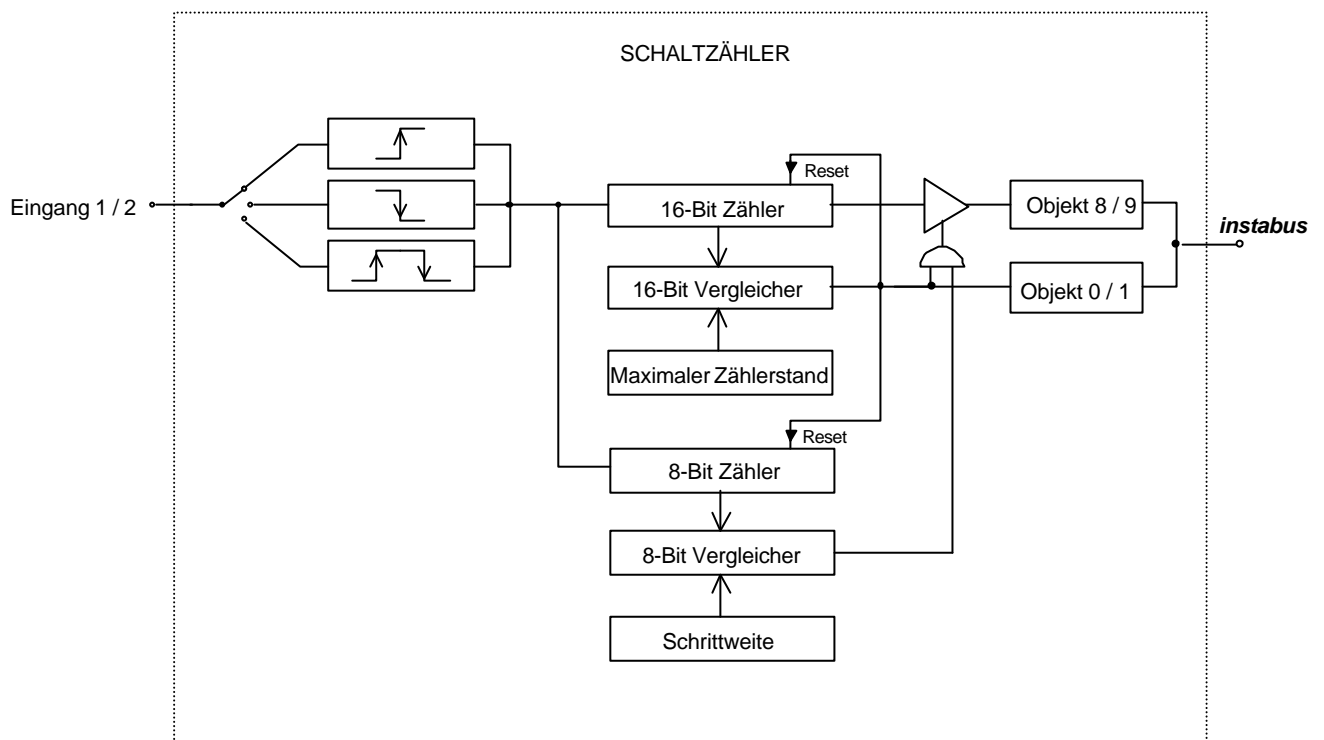 SCHALTZÄHLER
Eingang 1 / 2
Reset
16-Bit Zähler
Objekt 8 / 9
instabus
16-Bit Vergleicher
Objekt 0 / 1
Maximaler Zählerstand
Reset
8-Bit Zähler
8-Bit Vergleicher
Schrittweite